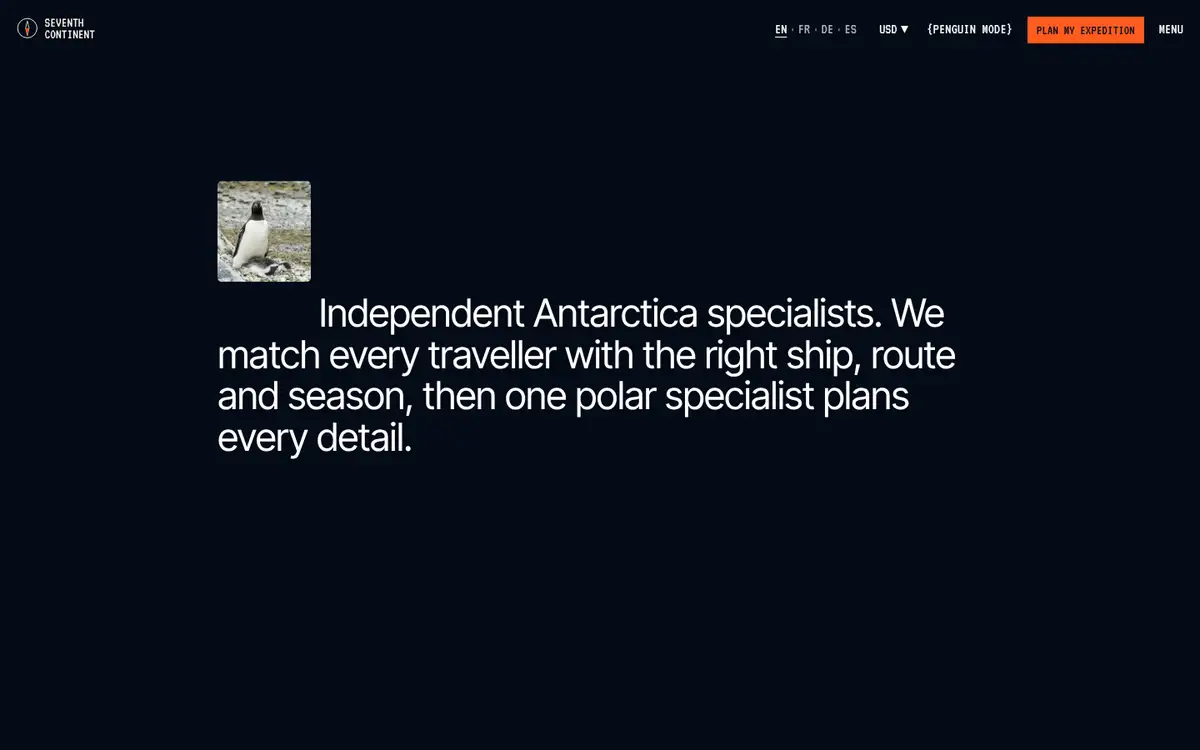 SEVENTH
CONTINENT
EN · FR · DE · ES
USD ▼
{PENGUIN MODE}
PLAN MY EXPEDITION
MENU
Independent Antarctica specialists. We
match every traveller with the right ship, route
and season, then one polar specialist plans
every detail.